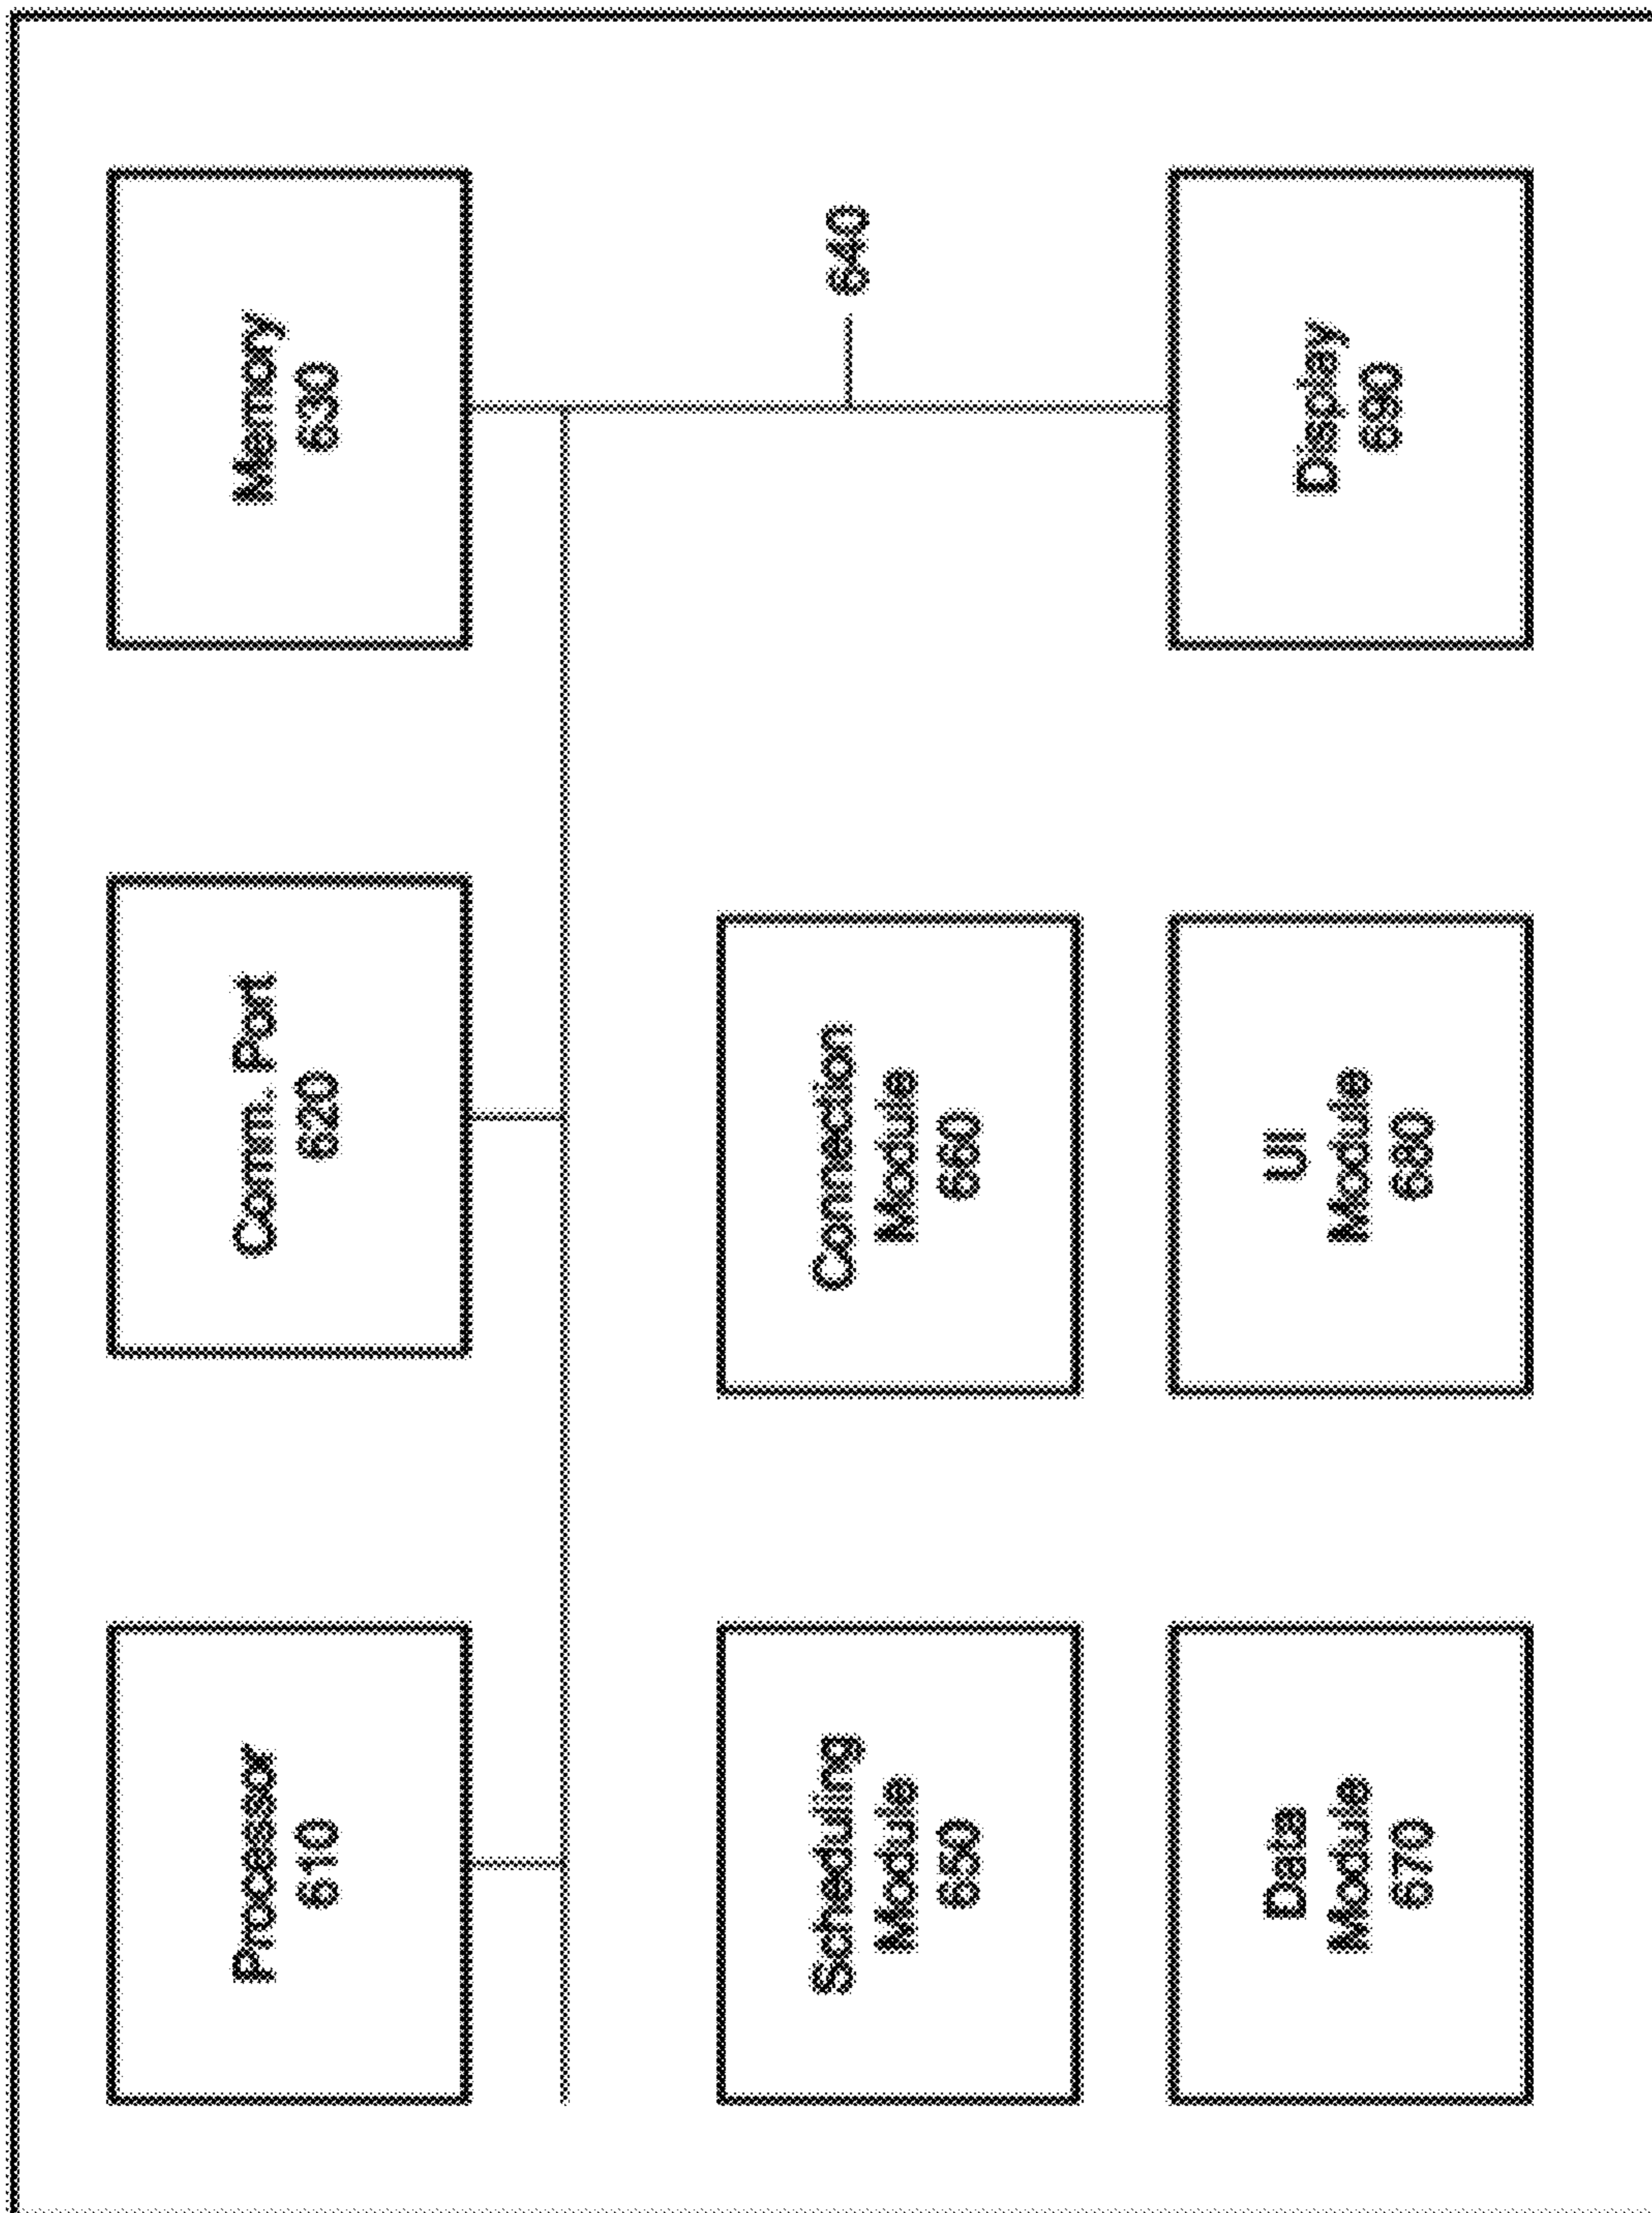 Processor
610
Comm. Port
620
Memory
630
640
Scheduling
Module
650
Connection
Module
660
Data
Module
670
UI
Module
680
Display
690